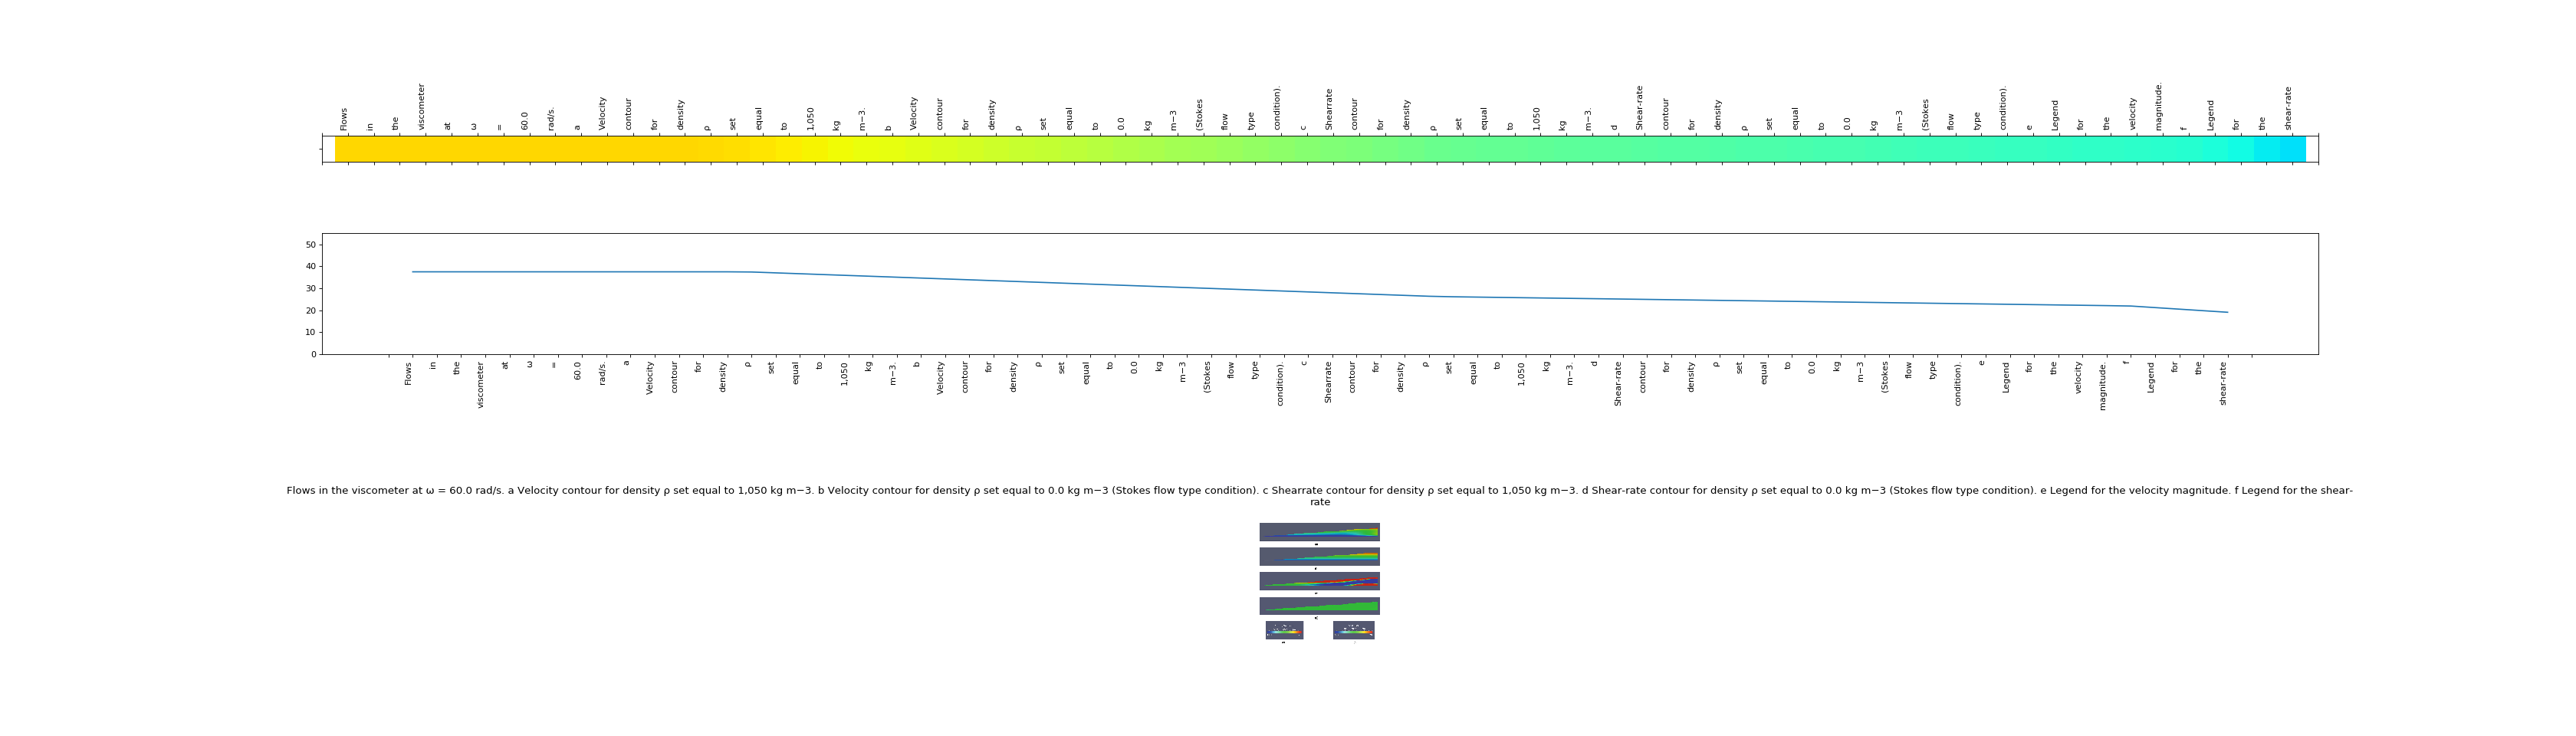 Flows in the viscometer at ω = 60.0 rad/s. a Velocity contour for density ρ set equal to 1,050 kg m−3. b Velocity contour for density ρ set equal to 0.0 kg m−3 (Stokes flow type condition). c Shearrate contour for density ρ set equal to 1,050 kg m−3. d Shear-rate contour for density ρ set equal to 0.0 kg m−3 (Stokes flow type condition). e Legend for the velocity magnitude. f Legend for the shear-rate
50
40
30
20
10
0
Flows in the viscometer at ω = 60.0 rad/s. a Velocity contour for density ρ set equal to 1,050 kg m−3. b Velocity contour for density ρ set equal to 0.0 kg m−3 (Stokes flow type condition). c Shearrate contour for density ρ set equal to 1,050 kg m−3. d Shear-rate contour for density ρ set equal to 0.0 kg m−3 (Stokes flow type condition). e Legend for the velocity magnitude. f Legend for the shear-rate
Flows in the viscometer at ω = 60.0 rad/s. a Velocity contour for density ρ set equal to 1,050 kg m−3. b Velocity contour for density ρ set equal to 0.0 kg m−3 (Stokes flow type condition). c Shearrate contour for density ρ set equal to 1,050 kg m−3. d Shear-rate contour for density ρ set equal to 0.0 kg m−3 (Stokes flow type condition). e Legend for the velocity magnitude. f Legend for the shear-
rate